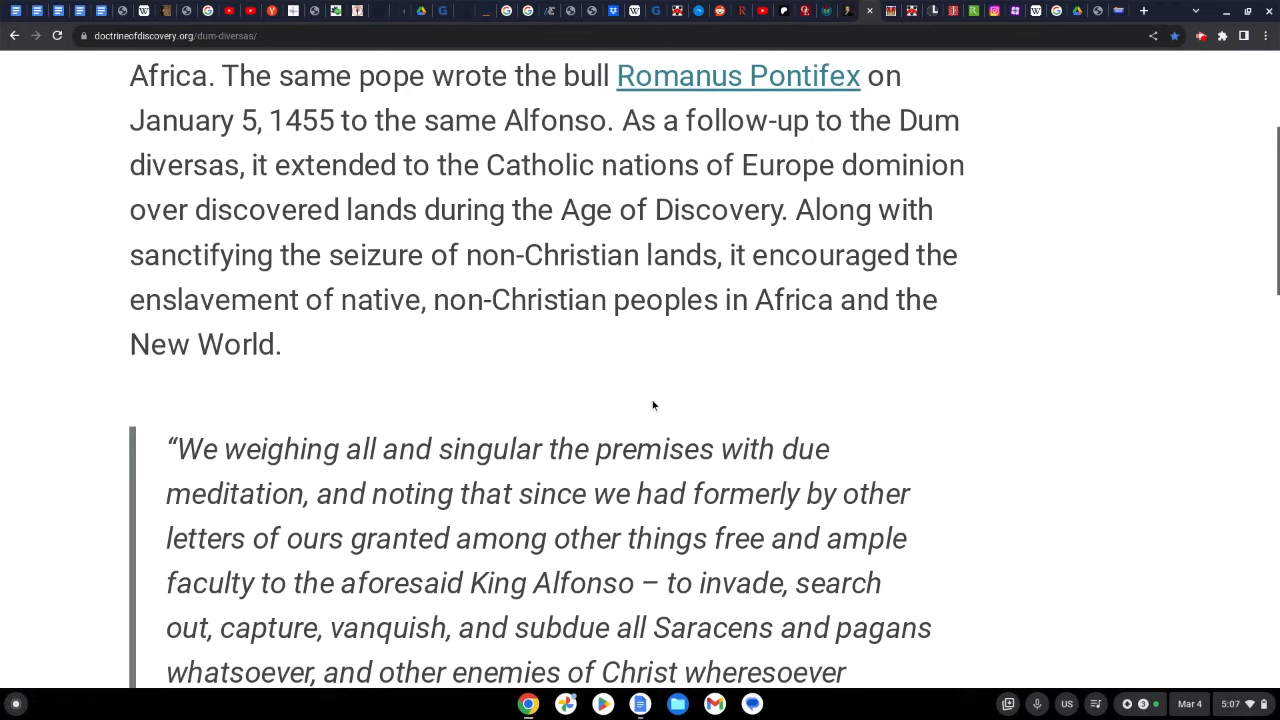 doctrineofdiscovery.org/dum-diversas/
Africa. The same pope wrote the bull Romanus Pontifex on
January 5, 1455 to the same Alfonso. As a follow-up to the Dum
diversas, it extended to the Catholic nations of Europe dominion
over discovered lands during the Age of Discovery. Along with
sanctifying the seizure of non-Christian lands, it encouraged the
enslavement of native, non-Christian peoples in Africa and the
New World.
“We weighing all and singular the premises with due
meditation, and noting that since we had formerly by other
letters of ours granted among other things free and ample
faculty to the aforesaid King Alfonso – to invade, search
out, capture, vanquish, and subdue all Saracens and pagans
whatsoever, and other enemies of Christ wheresoever
US
3
Mar 4
5:07